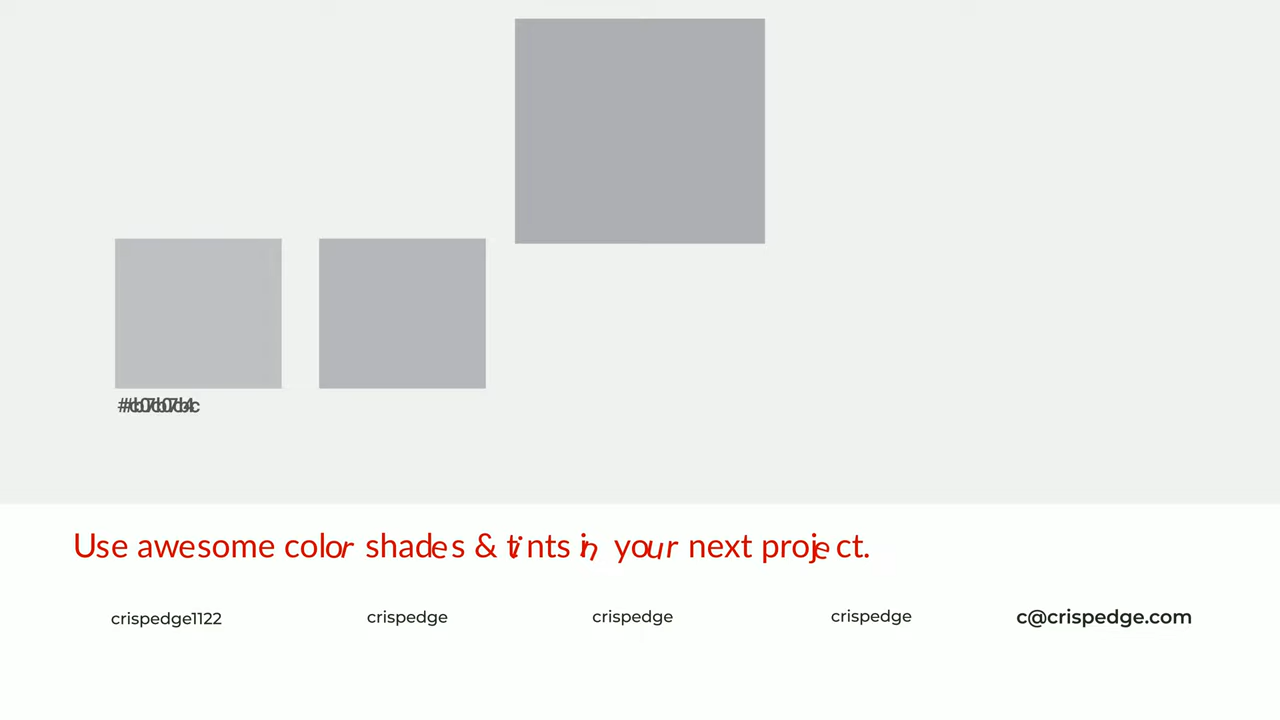 Use awesome color shades & tints in your next project.
crispedge1122 crispedge crispedge crispedge c@crispedge.com